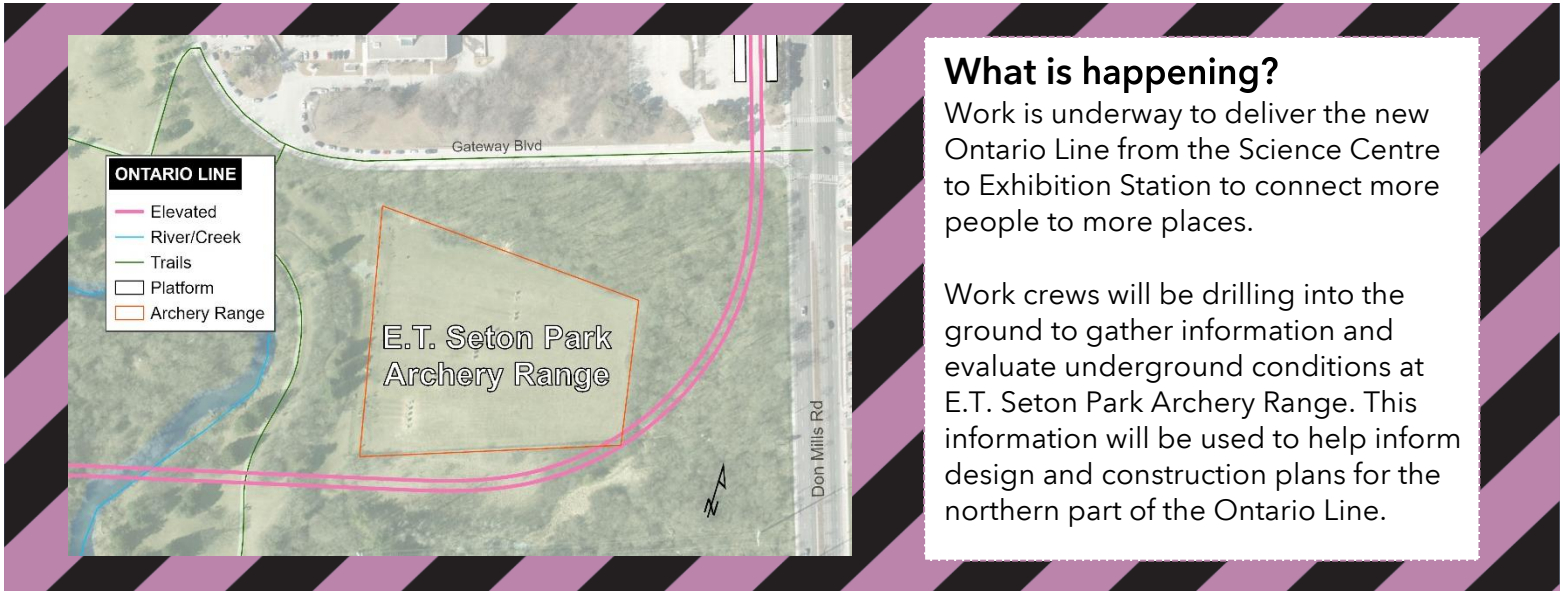 Gateway Blvd
ONTARIO LINE
Elevated
River/Creek
Trails
Platform
Archery Range
E.T. Seton Park
Archery Range
Don Mills Rd
N
What is happening?
Work is underway to deliver the new
Ontario Line from the Science Centre
to Exhibition Station to connect more
people to more places.
Work crews will be drilling into the
ground to gather information and
evaluate underground conditions at
E.T. Seton Park Archery Range. This
information will be used to help inform
design and construction plans for the
northern part of the Ontario Line.